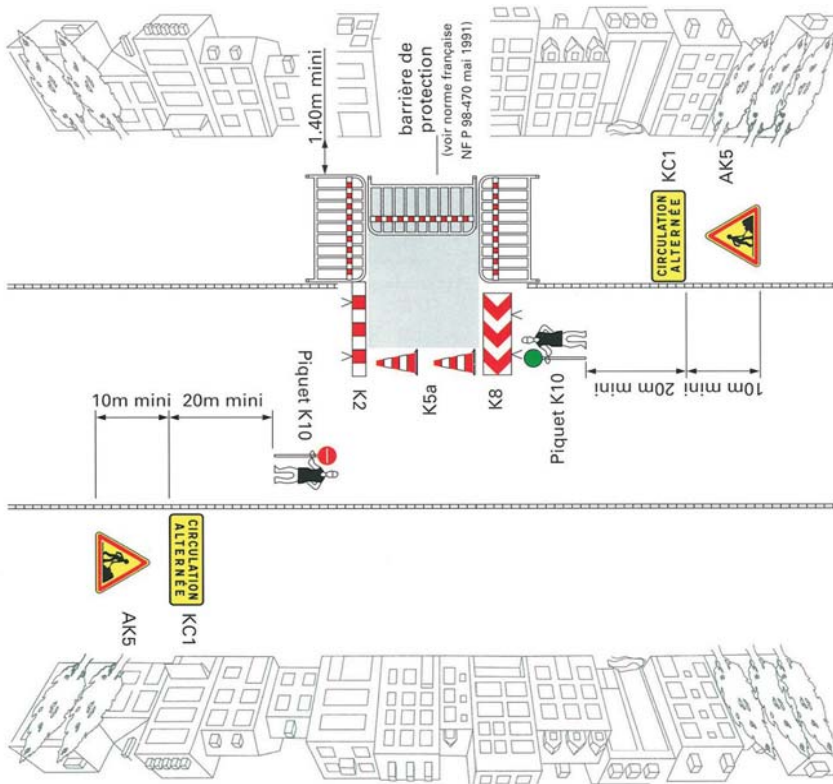 1.40m mini
barrière de
protection
(voir norme française
NF P 98-470 mai 1991)
KC1
AK5
CIRCULATION
ALTERNÉE
10m mini
20m mini
Piquet K10
K2
K5a
K8
Piquet K10
20m mini
10m mini
CIRCULATION
ALTERNÉE
AK5
KC1